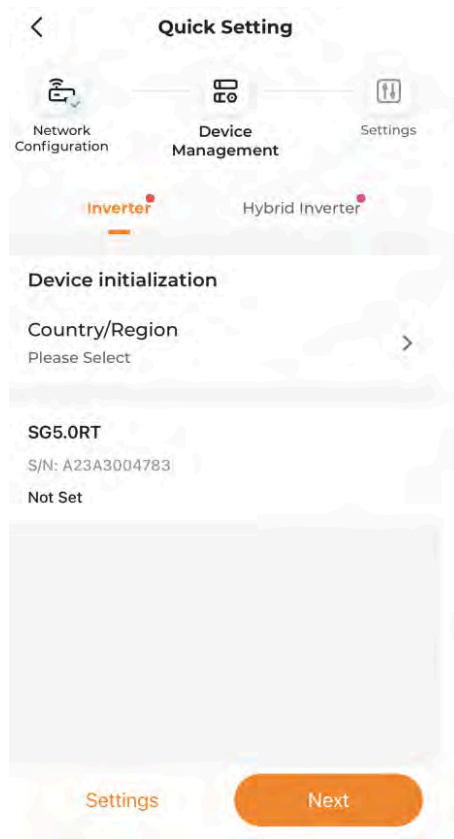 Quick Setting
Network
Configuration
Device
Management
Settings
Inverter
Hybrid Inverter
Device initialization
Country/Region
Please Select
SG5.0RT
S/N: A23A3004783
Not Set
Settings
Next